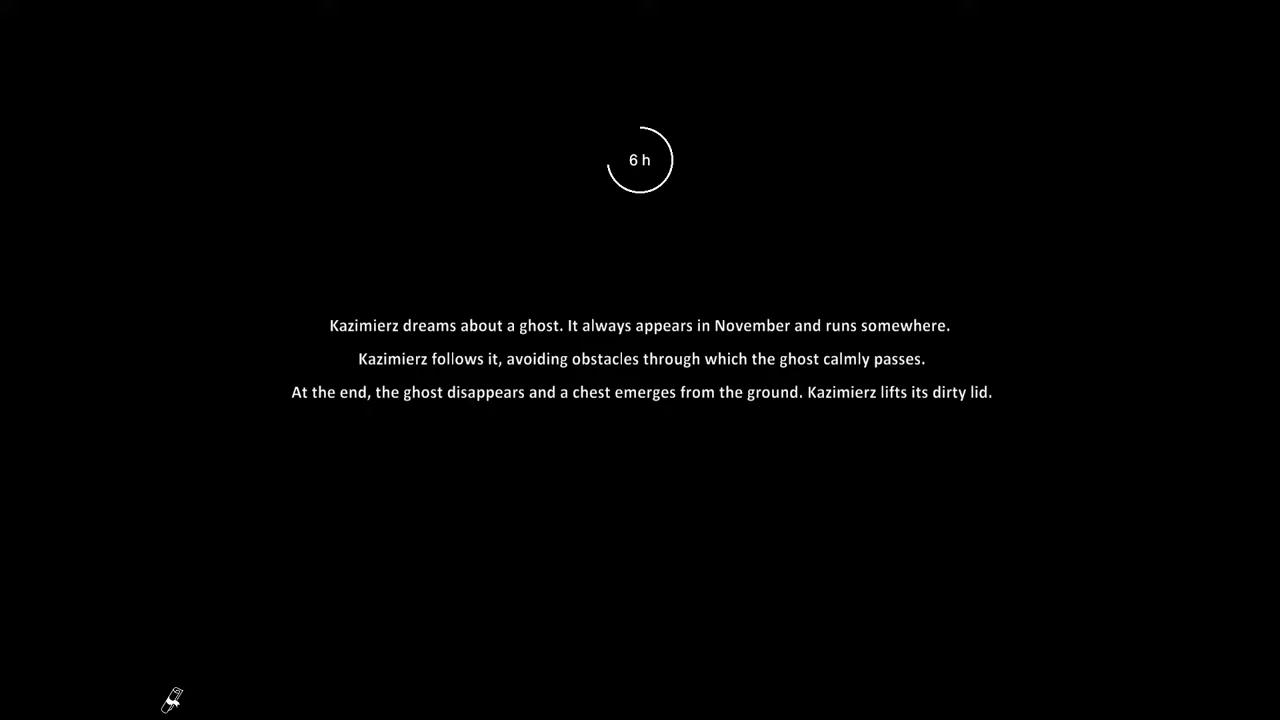 6 h
Kazimierz dreams about a ghost. It always appears in November and runs somewhere.
Kazimierz follows it, avoiding obstacles through which the ghost calmly passes.
At the end, the ghost disappears and a chest emerges from the ground. Kazimierz lifts its dirty lid.